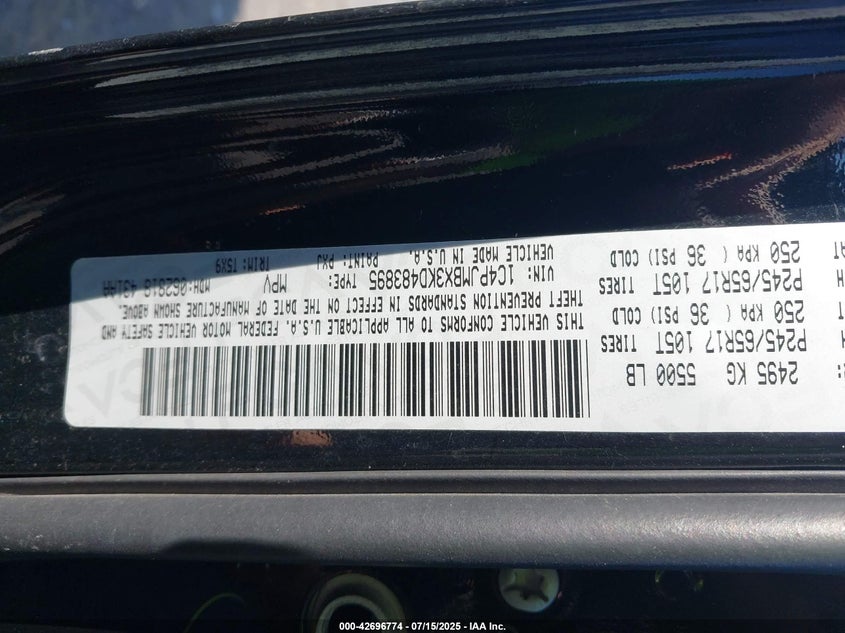 2495 KG 5500 LB
P245/65R17 105T TIRES
250 KPA ( 36 PSI) COLD
P245/65R17 105T TIRES
250 KPA ( 36 PSI) COLD
THIS VEHICLE CONFORMS TO ALL APPLICABLE U.S.A. FEDERAL MOTOR VEHICLE SAFETY AND
THEFT PREVENTION STANDARDS IN EFFECT ON THE DATE OF MANUFACTURE SHOWN ABOVE.
VIN: 1C4PJMBX3KD483895 TYPE: MPV MDH:062818 431AA
VEHICLE MADE IN U.S.A. PAINT: PXJ TRIM: T5X9
000-42696774 - 07/15/2025 - IAA Inc.